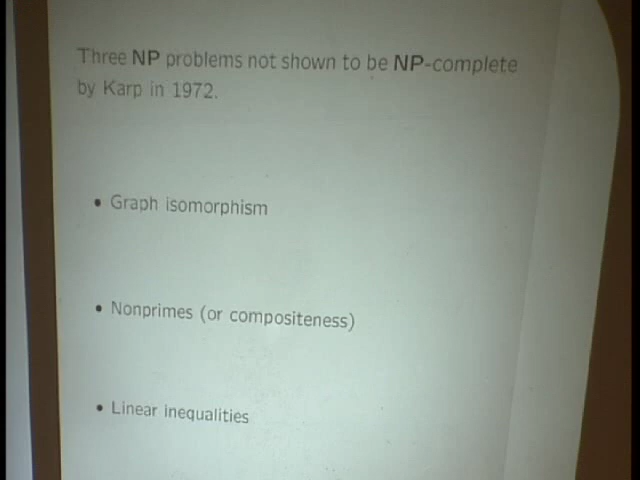 Three NP problems not shown to be NP-complete
by Karp in 1972.
• Graph isomorphism
• Nonprimes (or compositeness)
• Linear inequalities